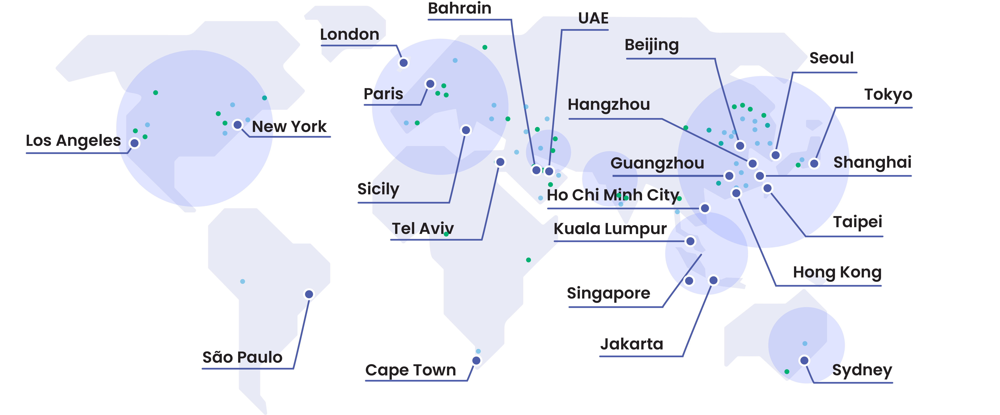 Bahrain
UAE
London
Beijing
Seoul
Paris
Tokyo
Hangzhou
New York
Los Angeles
Guangzhou
Shanghai
Sicily
Ho Chi Minh City
Tel Aviv
Kuala Lumpur
Taipei
Hong Kong
Singapore
Jakarta
São Paulo
Cape Town
Sydney